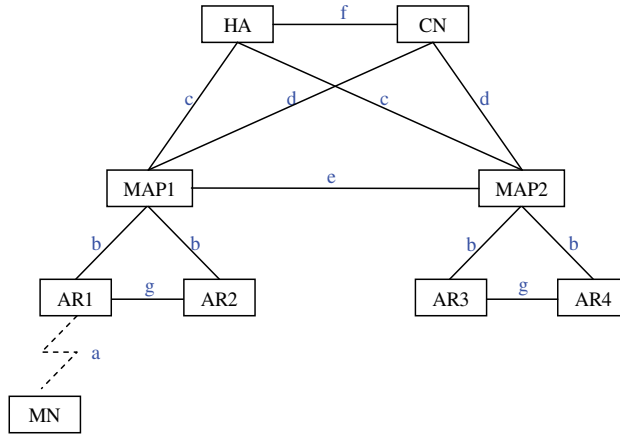 f
HA CN
c d c d
MAP1 e MAP2
b b b b
AR1 g AR2 AR3 g AR4
a
MN